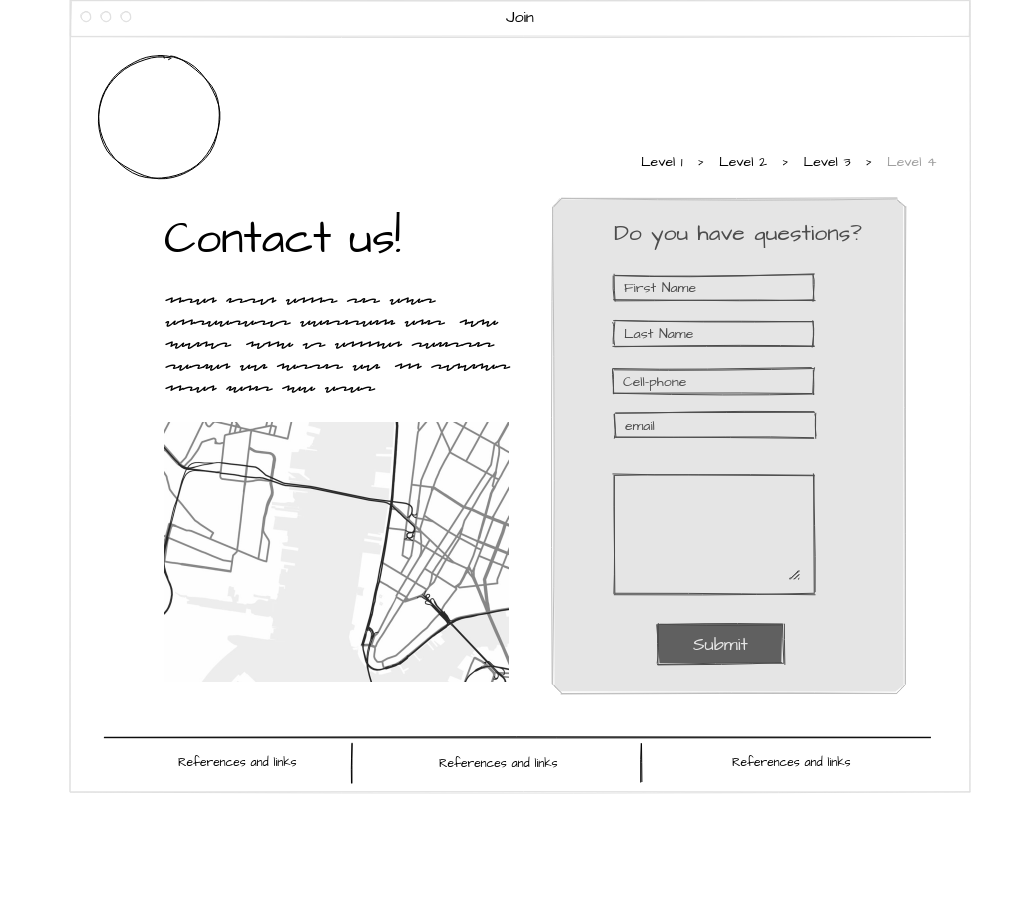 Join
Level 1 > Level 2 > Level 3 > Level 4
Contact us!
Do you have questions?
First Name
Last Name
Cell-phone
email
Submit
References and links
References and links
References and links